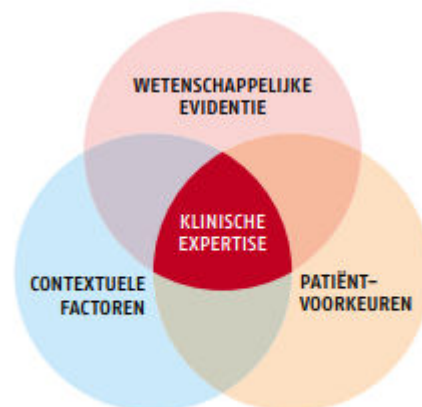 WETENSCHAPPELIJKE
EVIDENTIE
KLINISCHE
EXPERTISE
CONTEXTUELE
FACTOREN
PATIËNT-
VOORKEUREN